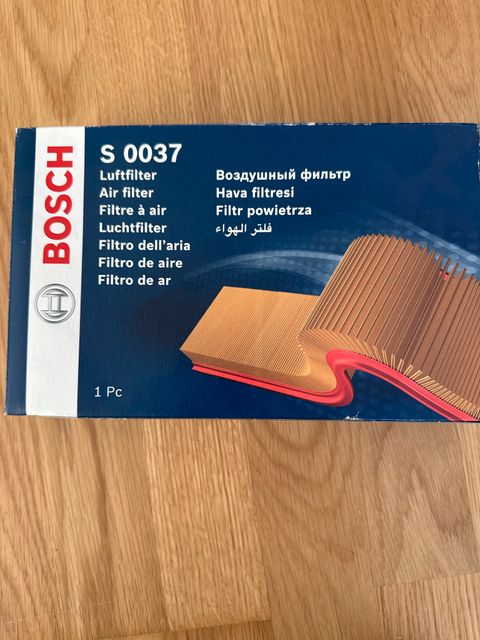 BOSCH
S 0037
Luftfilter
Air filter
Filtre à air
Luchtfilter
Filtro dell'aria
Filtro de aire
Filtro de ar
Воздушный фильтр
Hava filtresi
Filtr powietrza
فلتر الهواء
1 Pc